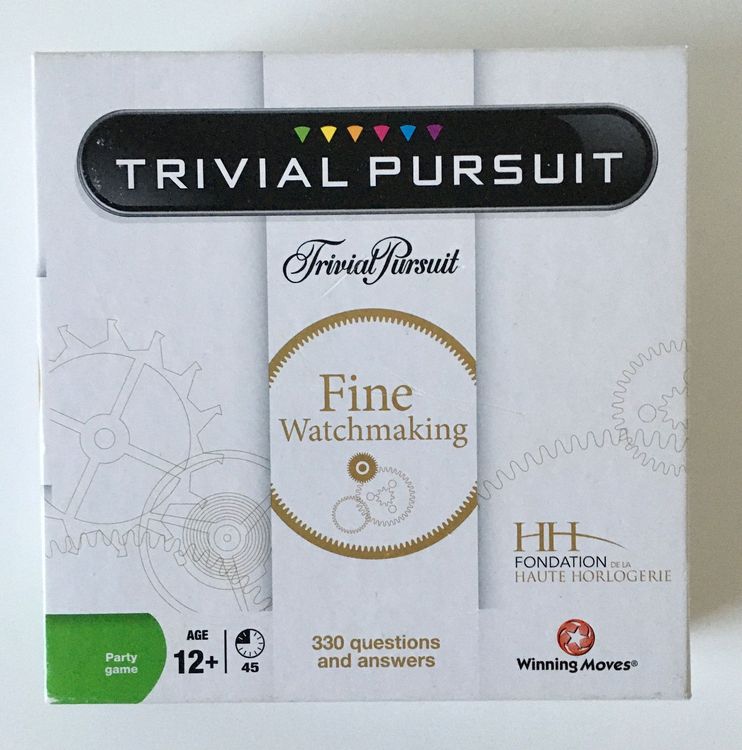 TRIVIAL PURSUIT
Trivial Pursuit
Fine
Watchmaking
HH
FONDATION DE LA
HAUTE HORLOGERIE
Party
game
AGE
12+
45
330 questions
and answers
Winning Moves®